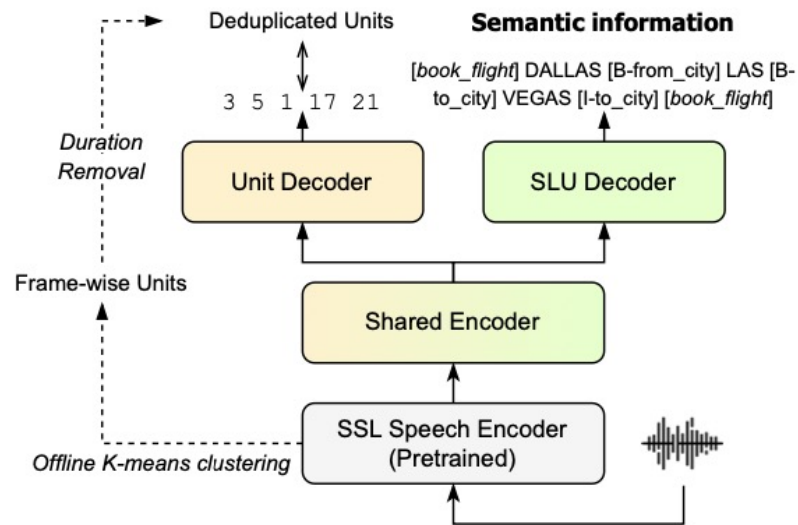 Deduplicated Units
Semantic information
[book_flight] DALLAS [B-from_city] LAS [B-
to_city] VEGAS [I-to_city] [book_flight]
3 5 1 17 21
Duration
Removal
Unit Decoder
SLU Decoder
Frame-wise Units
Shared Encoder
SSL Speech Encoder
(Pretrained)
Offline K-means clustering